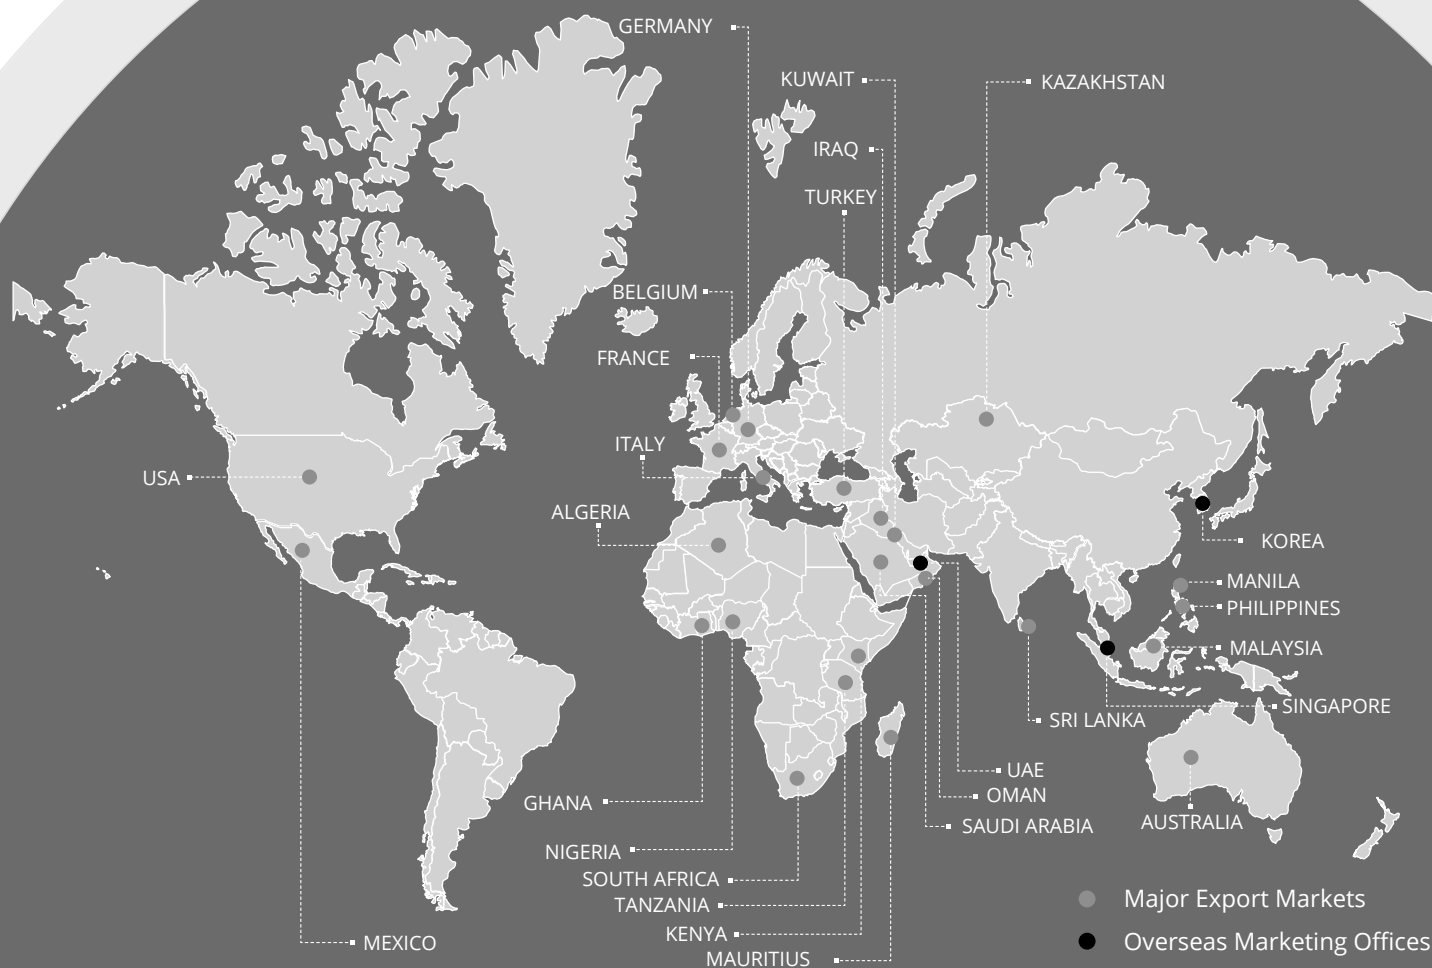 GERMANY
KUWAIT
KAZAKHSTAN
IRAQ
TURKEY
BELGIUM
FRANCE
ITALY
USA
ALGERIA
KOREA
MANILA
PHILIPPINES
MALAYSIA
SINGAPORE
SRI LANKA
UAE
OMAN
GHANA
SAUDI ARABIA
AUSTRALIA
NIGERIA
SOUTH AFRICA
TANZANIA
KENYA
MEXICO
MAURITIUS
Major Export Markets
Overseas Marketing Offices